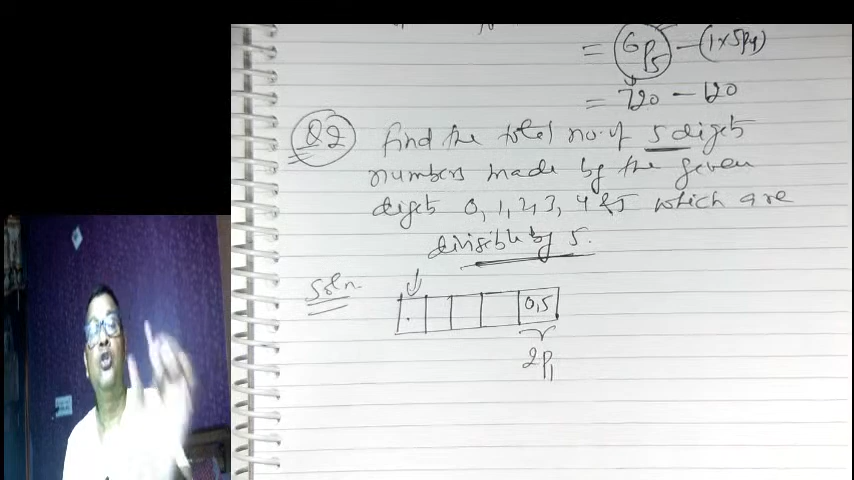 = 6P5 - (1×5P4)
= 720 - 120
Q2 find the total no. of 5 digits
numbers made by the given
digits 0, 1, 2, 3, 4 & 5 which are
divisible by 5.
Soln
0,5
2P1